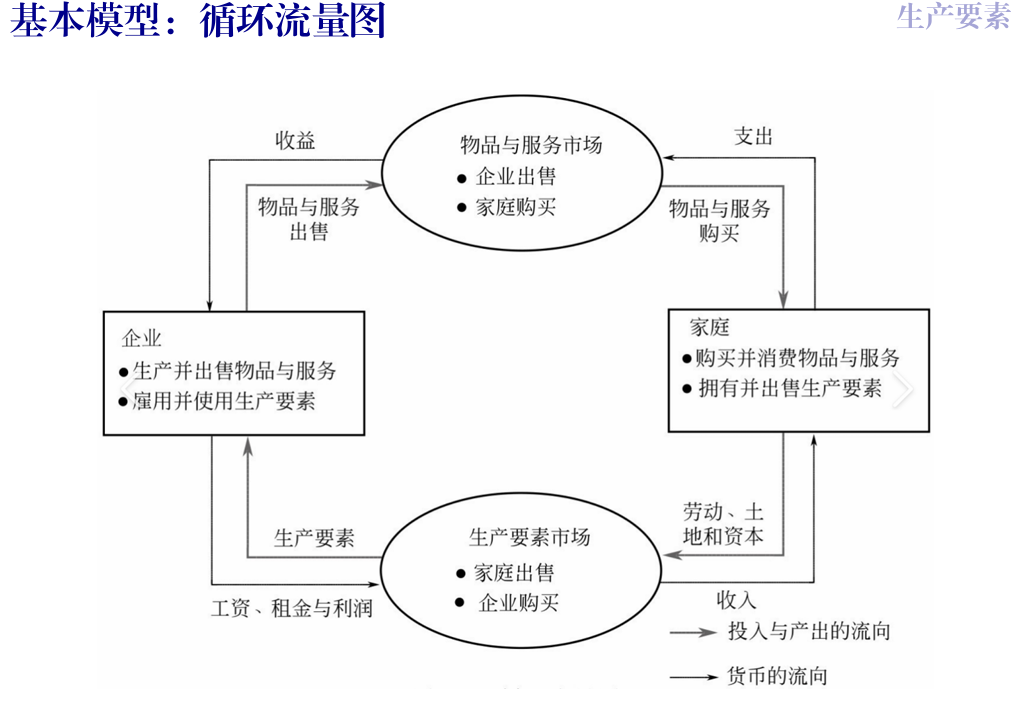 基本模型：循环流量图
生产要素
收益
物品与服务市场
● 企业出售
● 家庭购买
支出
物品与服务
出售
物品与服务
购买
企业
●生产并出售物品与服务
●雇用并使用生产要素
家庭
●购买并消费物品与服务
● 拥有并出售生产要素
生产要素
生产要素市场
● 家庭出售
● 企业购买
劳动、土
地和资本
工资、租金与利润
收入
投入与产出的流向
货币的流向